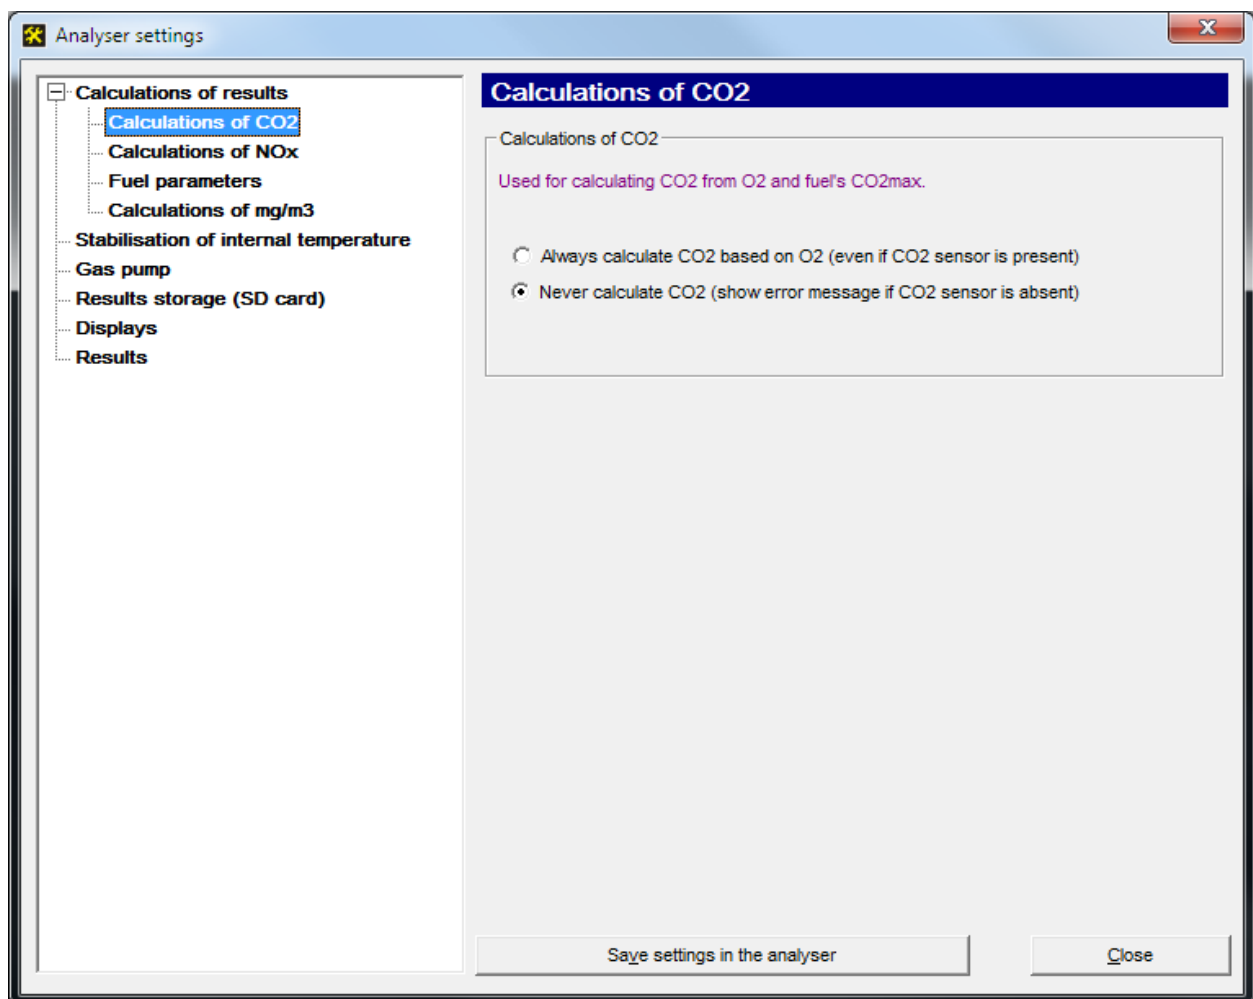 Analyser settings
x
Calculations of results
Calculations of CO2
Calculations of NOx
Fuel parameters
Calculations of mg/m3
Stabilisation of internal temperature
Gas pump
Results storage (SD card)
Displays
Results
Calculations of CO2
Calculations of CO2
Used for calculating CO2 from O2 and fuel's CO2max.
Always calculate CO2 based on O2 (even if CO2 sensor is present)
Never calculate CO2 (show error message if CO2 sensor is absent)
Save settings in the analyser
Close